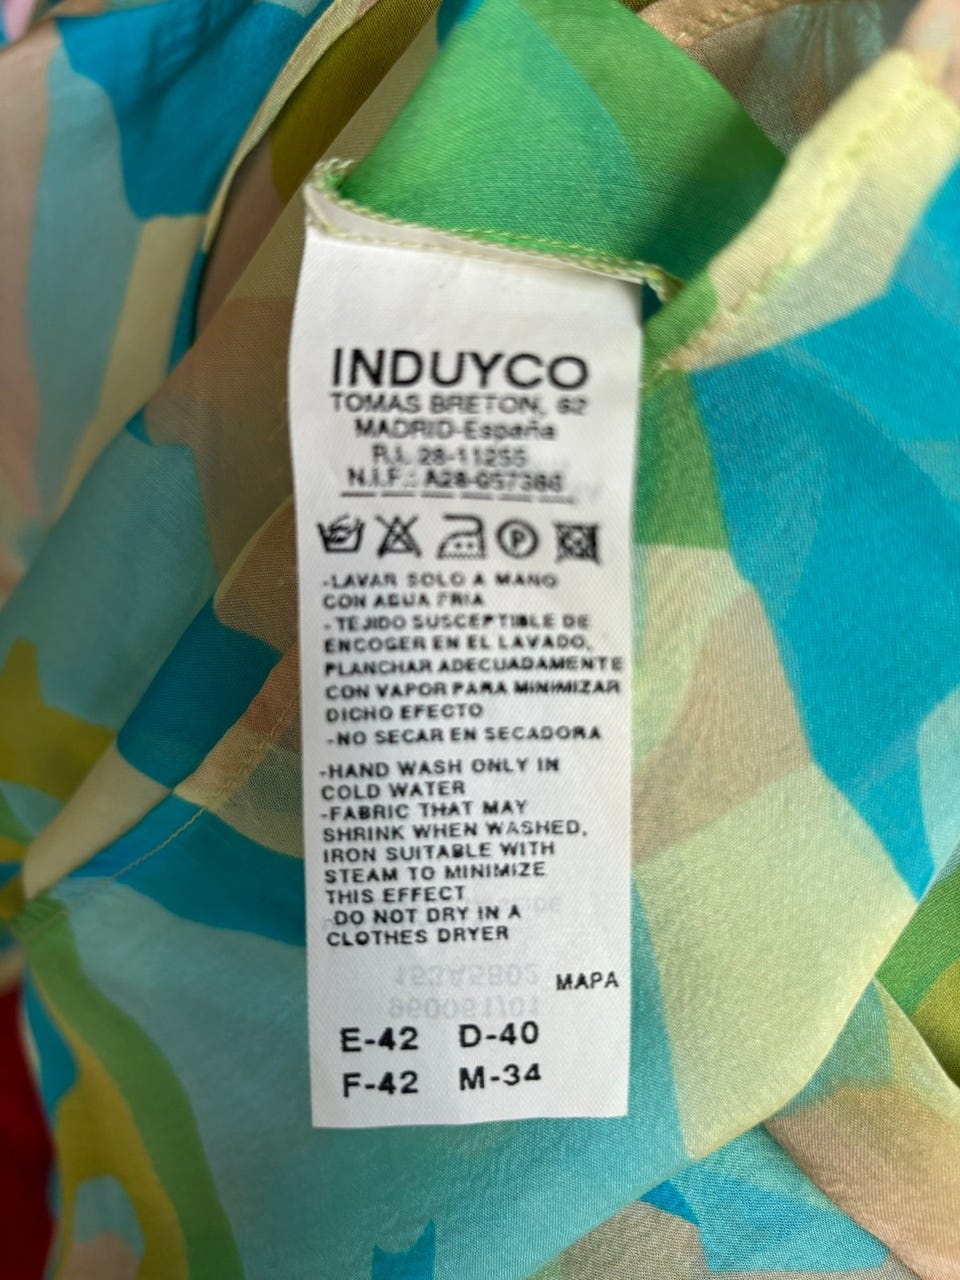 INDUYCO
TOMAS BRETON, 62
MADRID-España
R.I. 28-11255
N.I.F.: A28-057388
P
-LAVAR SOLO A MANO
CON AGUA FRIA
-TEJIDO SUSCEPTIBLE DE
ENCOGER EN EL LAVADO,
PLANCHAR ADECUADAMENTE
CON VAPOR PARA MINIMIZAR
DICHO EFECTO
-NO SECAR EN SECADORA
-HAND WASH ONLY IN
COLD WATER
-FABRIC THAT MAY
SHRINK WHEN WASHED,
IRON SUITABLE WITH
STEAM TO MINIMIZE
THIS EFFECT
-DO NOT DRY IN A
CLOTHES DRYER
MAPA
E-42 D-40
F-42 M-34